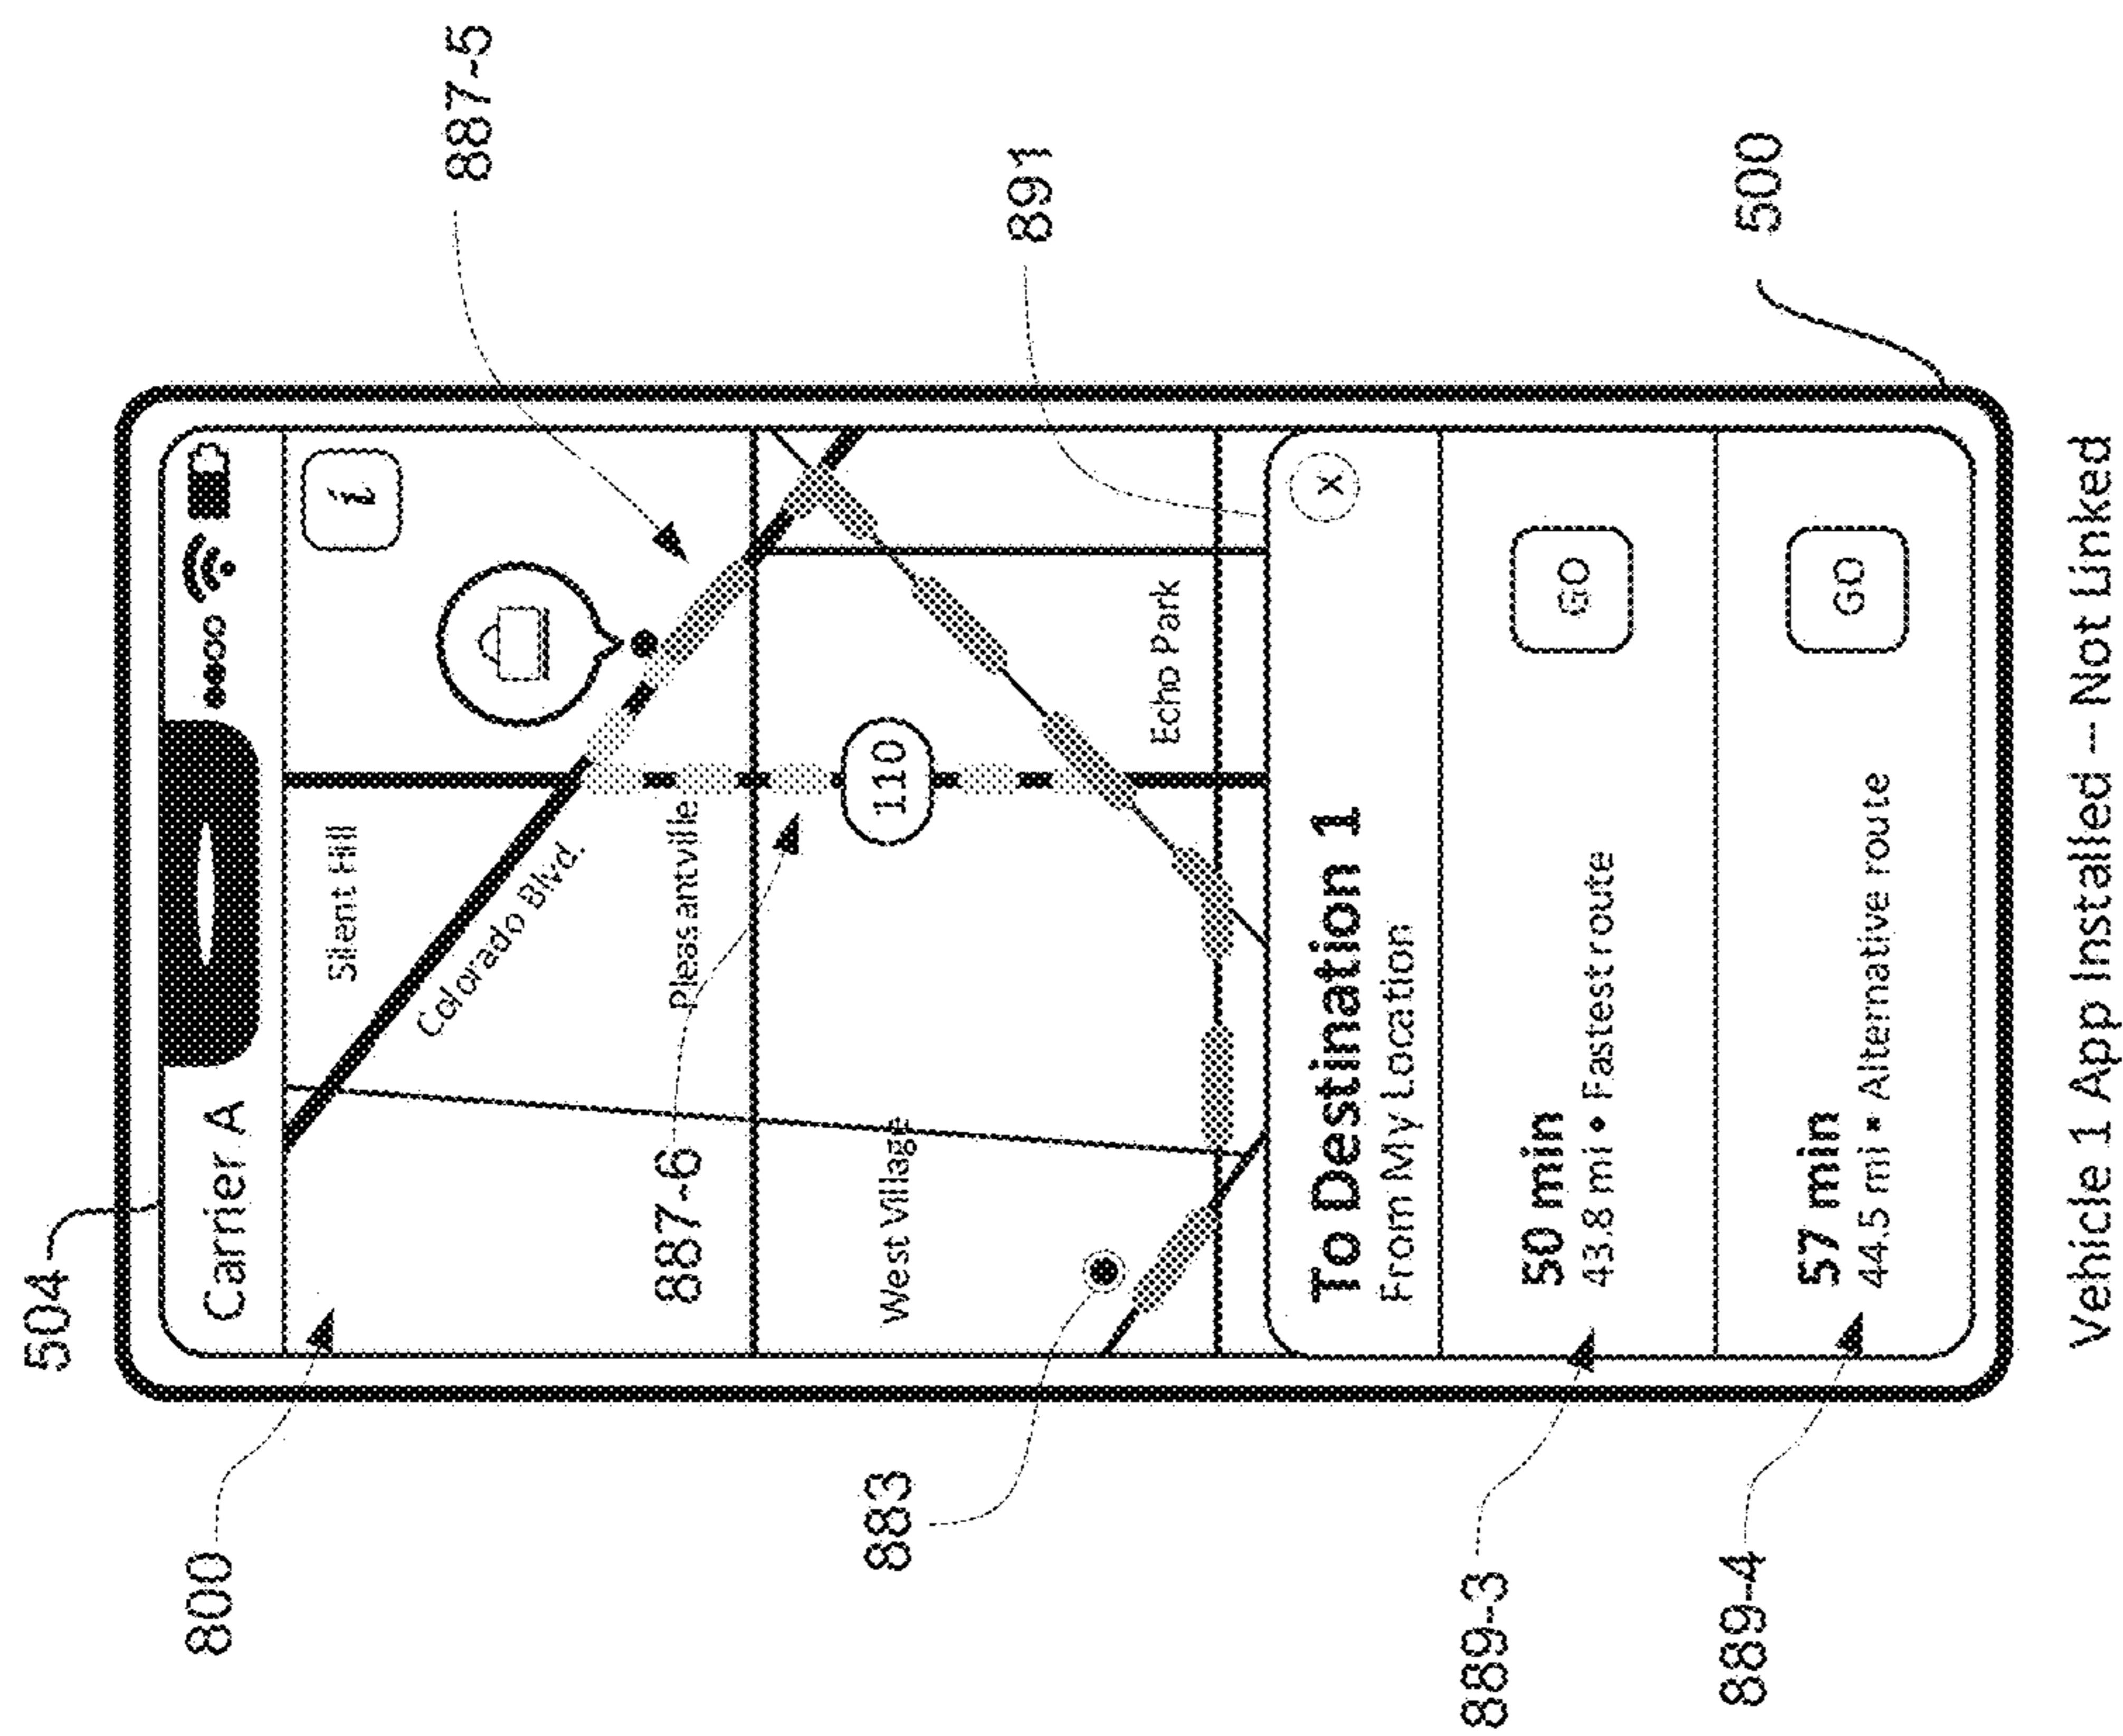 504
Carrier A
800
i
887-5
Silent Hill
Colorado Blvd.
Pleasantville
887-6
110
West Village
Echo Park
883
891
To Destination 1
X
From My Location
889-3
50 min
43.8 mi • Fastest route
GO
889-4
57 min
44.5 mi • Alternative route
GO
500
Vehicle 1 App Installed -- Not Linked